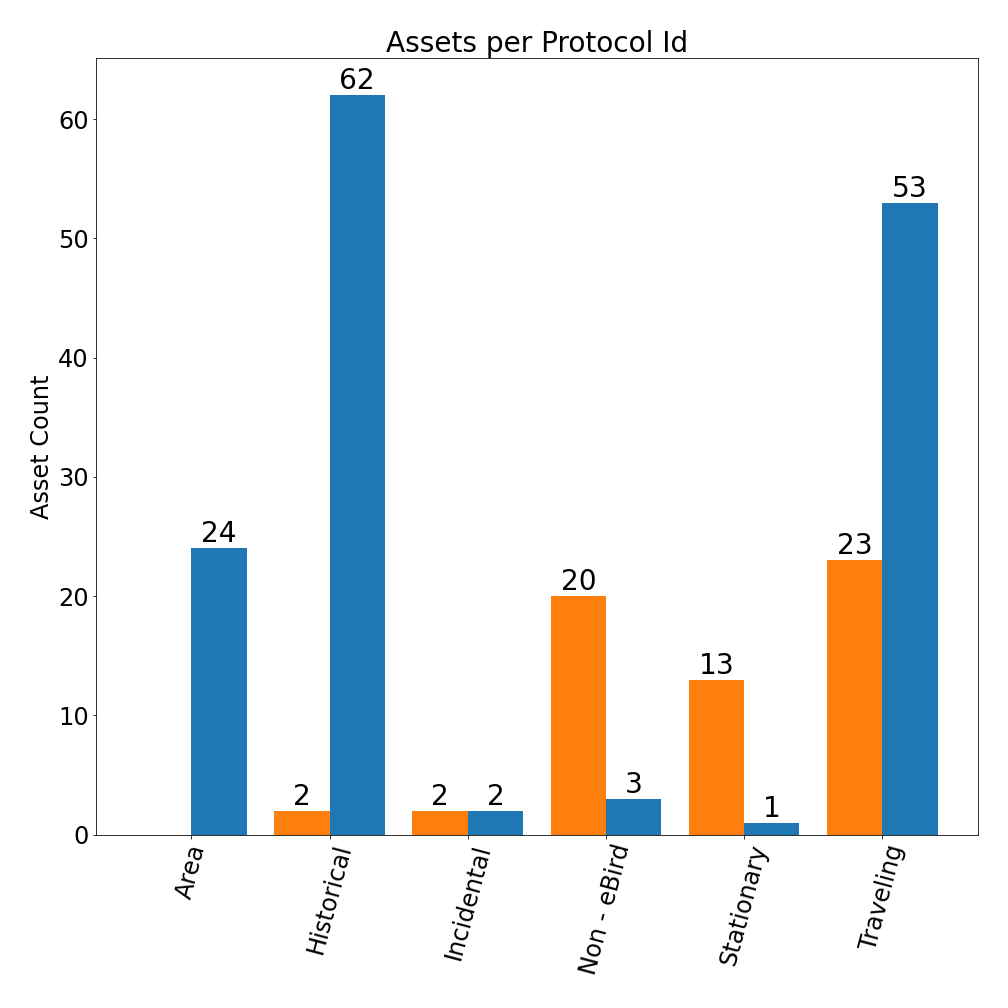 Assets per Protocol Id
Asset Count
60
50
40
30
20
10
0
24
2
62
2
2
20
3
13
1
23
53
Area
Historical
Incidental
Non - eBird
Stationary
Traveling